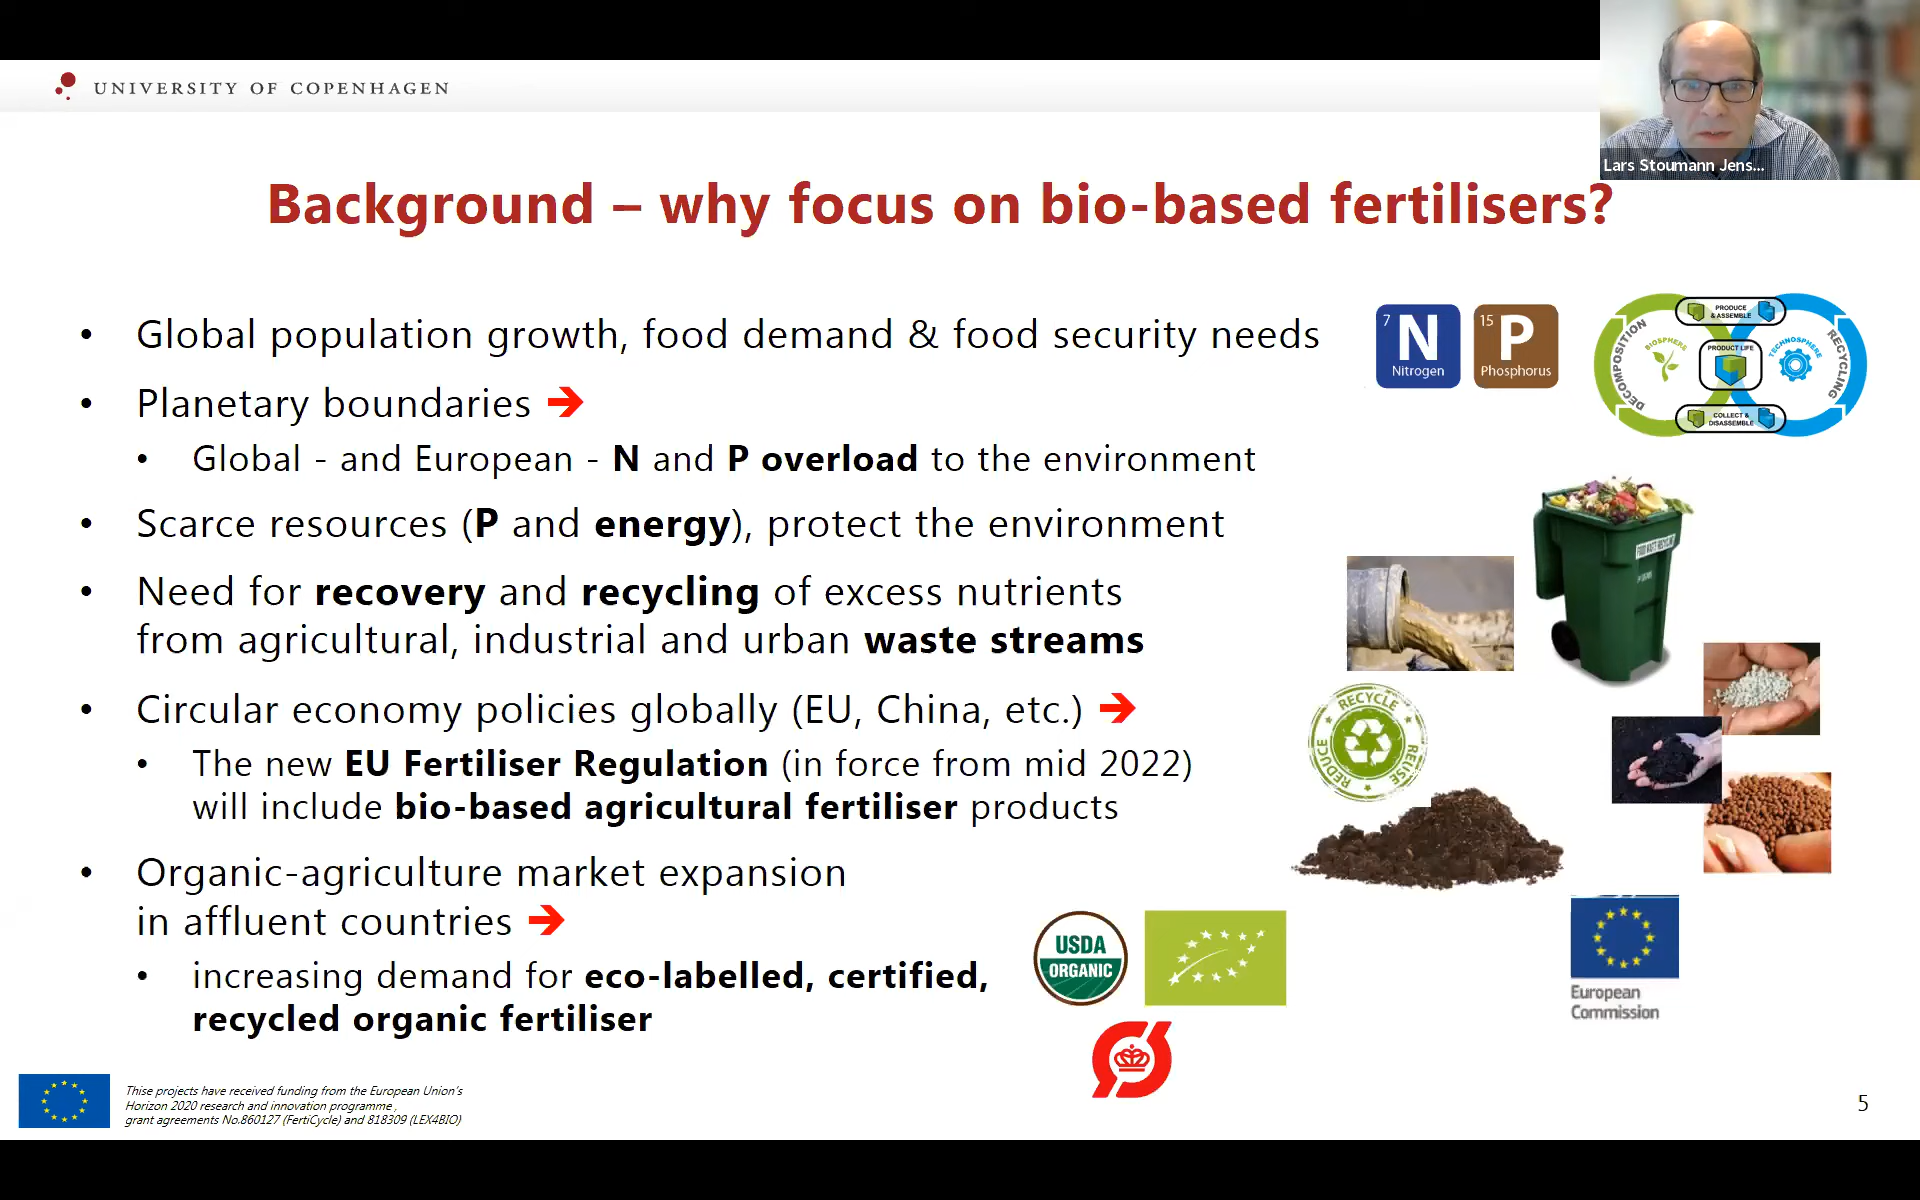 UNIVERSITY OF COPENHAGEN
Lars Stoumann Jens...
Background – why focus on bio-based fertilisers?
• Global population growth, food demand & food security needs
• Planetary boundaries ➔
• Global - and European - N and P overload to the environment
• Scarce resources (P and energy), protect the environment
• Need for recovery and recycling of excess nutrients
from agricultural, industrial and urban waste streams
• Circular economy policies globally (EU, China, etc.) ➔
• The new EU Fertiliser Regulation (in force from mid 2022)
will include bio-based agricultural fertiliser products
• Organic-agriculture market expansion
in affluent countries ➔
• increasing demand for eco-labelled, certified,
recycled organic fertiliser
7
N
Nitrogen
15
P
Phosphorus
PRODUCE
& ASSEMBLE
DECOMPOSITION
BIOSPHERE
PRODUCT LIFE
TECHNOSPHERE
RECYCLING
COLLECT &
DISASSEMBLE
FOOD WASTE RECYCLING
RECYCLE
REDUCE
REUSE
USDA
ORGANIC
European
Commission
Thise projects have received funding from the European Union's
Horizon 2020 research and innovation programme ,
grant agreements No.860127 (FertiCycle) and 818309 (LEX4BIO)
5